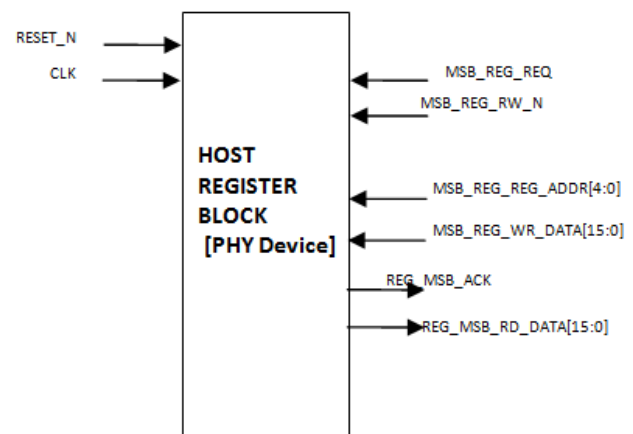 RESET_N
CLK
MSB_REG_REQ
MSB_REG_RW_N
HOST
REGISTER
BLOCK
[PHY Device]
MSB_REG_REG_ADDR[4:0]
MSB_REG_WR_DATA[15:0]
REG_MSB_ACK
REG_MSB_RD_DATA[15:0]